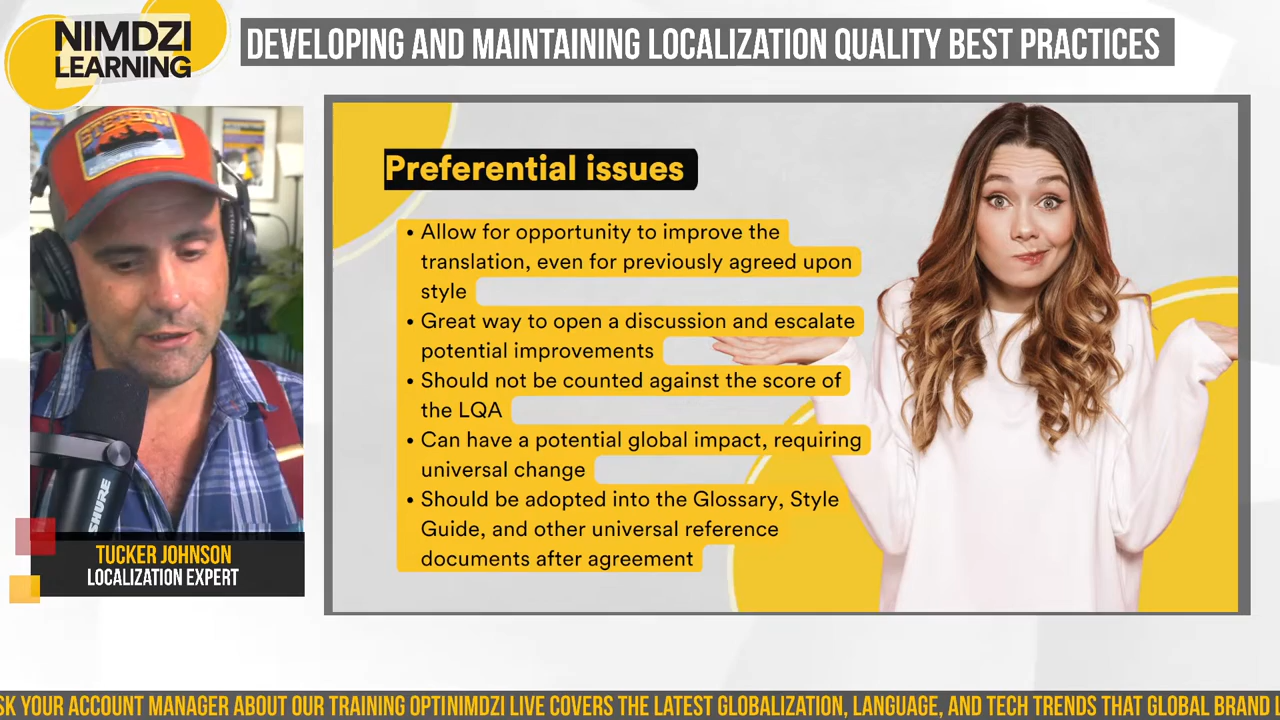 NIMDZI
LEARNING
DEVELOPING AND MAINTAINING LOCALIZATION QUALITY BEST PRACTICES
STETSON
SHURE
TUCKER JOHNSON
LOCALIZATION EXPERT
Preferential issues
• Allow for opportunity to improve the
translation, even for previously agreed upon
style
• Great way to open a discussion and escalate
potential improvements
• Should not be counted against the score of
the LQA
• Can have a potential global impact, requiring
universal change
• Should be adopted into the Glossary, Style
Guide, and other universal reference
documents after agreement
SK YOUR ACCOUNT MANAGER ABOUT OUR TRAINING OPTINIMDZI LIVE COVERS THE LATEST GLOBALIZATION, LANGUAGE, AND TECH TRENDS THAT GLOBAL BRAND